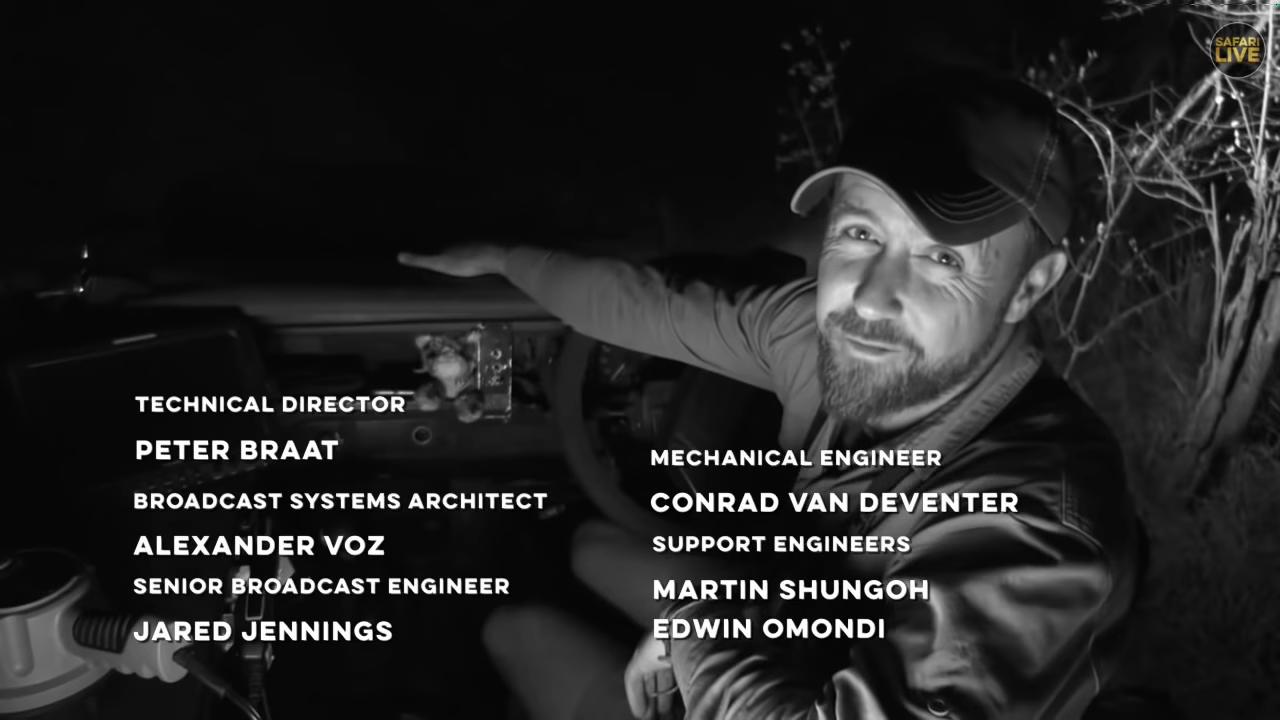 SAFARI
LIVE
TECHNICAL DIRECTOR
PETER BRAAT
BROADCAST SYSTEMS ARCHITECT
ALEXANDER VOZ
SENIOR BROADCAST ENGINEER
JARED JENNINGS
MECHANICAL ENGINEER
CONRAD VAN DEVENTER
SUPPORT ENGINEERS
MARTIN SHUNGOH
EDWIN OMONDI